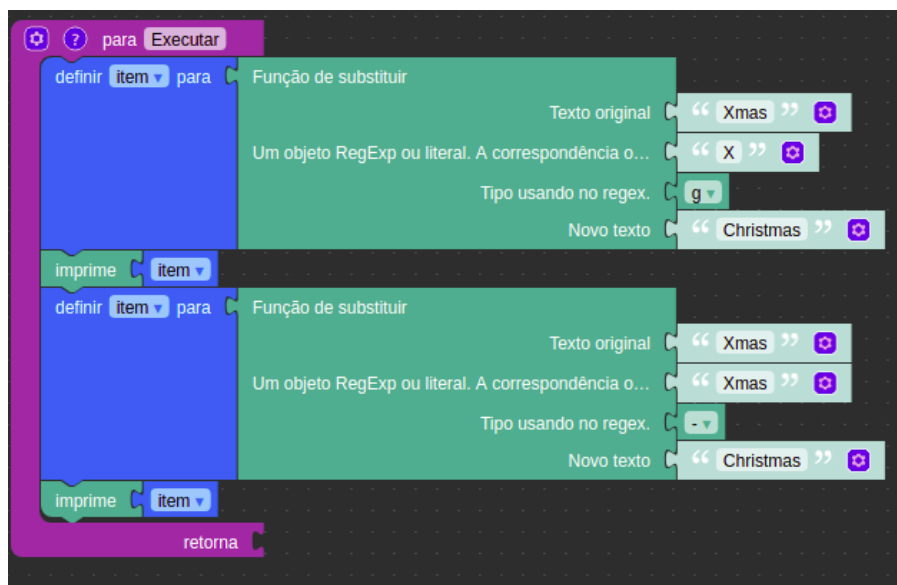 ? para Executar
definir item para Função de substituir
Texto original “ Xmas ”
Um objeto RegExp ou literal. A correspondência o... “ X ”
Tipo usando no regex. g
Novo texto “ Christmas ”
imprime item
definir item para Função de substituir
Texto original “ Xmas ”
Um objeto RegExp ou literal. A correspondência o... “ Xmas ”
Tipo usando no regex. -
Novo texto “ Christmas ”
imprime item
retorna